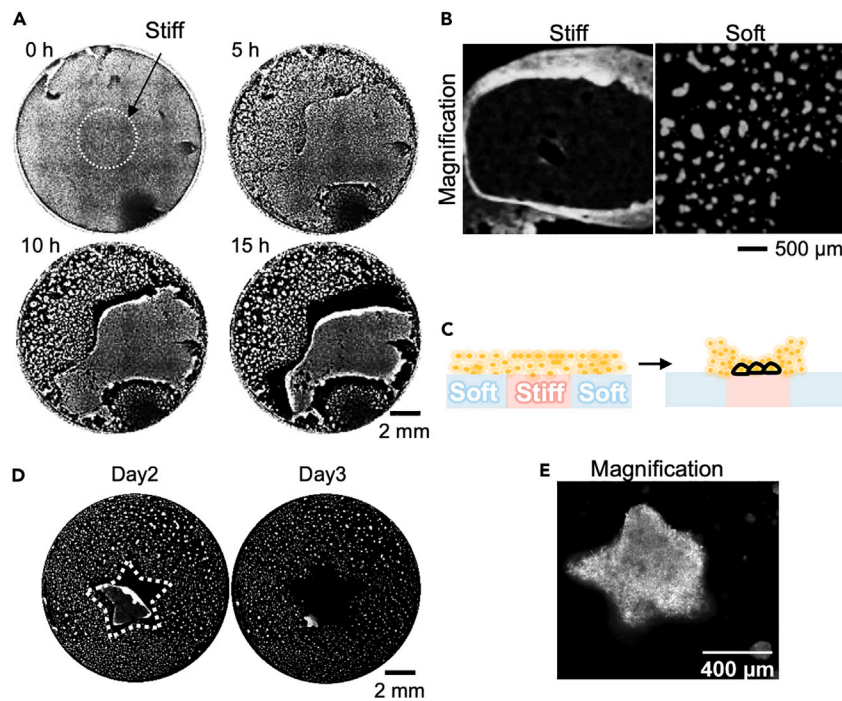 A
Stiff
0 h
5 h
10 h
15 h
2 mm
B
Stiff
Soft
Magnification
500 µm
C
Soft
Stiff
Soft
D
Day2
Day3
2 mm
E
Magnification
400 µm